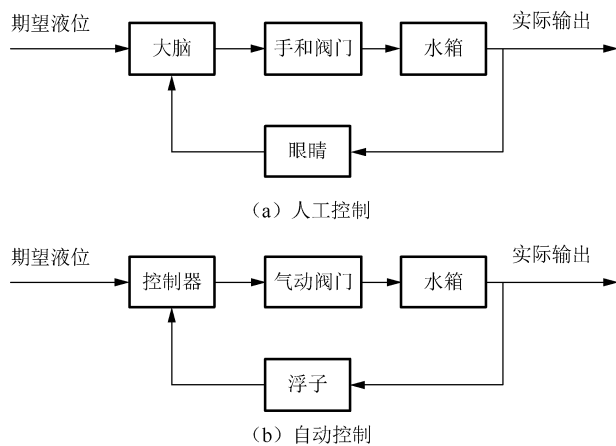 期望液位
实际输出
大脑
手和阀门
水箱
眼睛
（a）人工控制
期望液位
实际输出
控制器
气动阀门
水箱
浮子
（b）自动控制